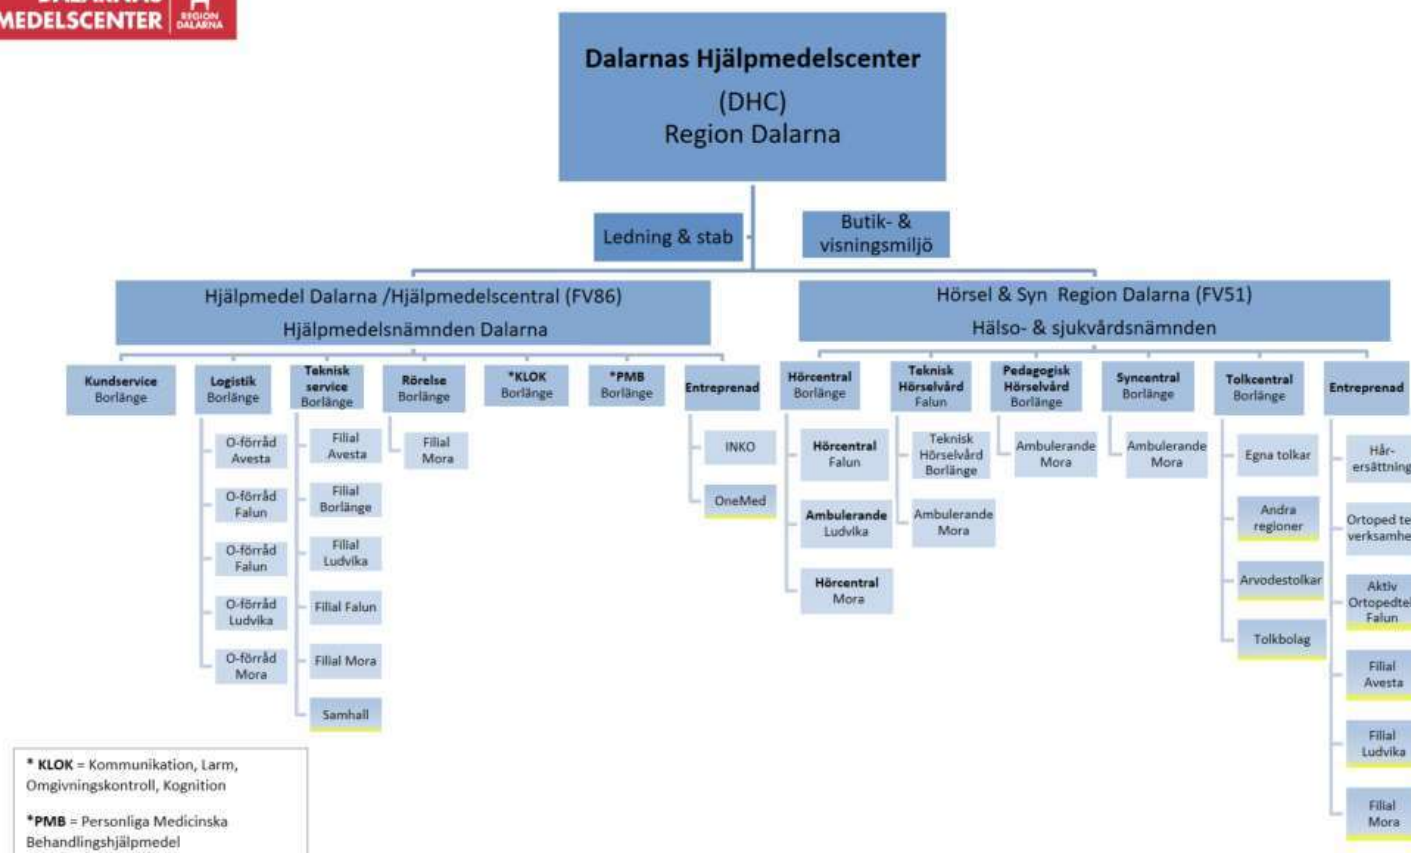 MEDELSCENTER
REGION
DALARNA
Dalarnas Hjälpmedelscenter
(DHC)
Region Dalarna
Ledning & stab
Butik- &
visningsmiljö
Hjälpmedel Dalarna /Hjälpmedelscentral (FV86)
Hjälpmedelsnämnden Dalarna
Hörsel & Syn Region Dalarna (FV51)
Hälso- & sjukvårdsnämnden
Kundservice
Borlänge
Logistik
Borlänge
Teknisk
service
Borlänge
Rörelse
Borlänge
*KLOK
Borlänge
*PMB
Borlänge
Entreprenad
Hörcentral
Borlänge
Teknisk
Hörselvård
Falun
Pedagogisk
Hörselvård
Borlänge
Syncentral
Borlänge
Tolkcentral
Borlänge
Entreprenad
O-förråd
Avesta
O-förråd
Falun
O-förråd
Falun
O-förråd
Ludvika
O-förråd
Mora
Filial
Avesta
Filial
Borlänge
Filial
Ludvika
Filial Falun
Filial Mora
Samhall
Filial
Mora
INKO
OneMed
Hörcentral
Falun
Ambulerande
Ludvika
Hörcentral
Mora
Teknisk
Hörselvård
Borlänge
Ambulerande
Mora
Ambulerande
Mora
Ambulerande
Mora
Egna tolkar
Andra
regioner
Arvodestolkar
Tolkbolag
Hår-
ersättning
Ortoped te
verksamhe
Aktiv
Ortopedte
Falun
Filial
Avesta
Filial
Ludvika
Filial
Mora
* KLOK = Kommunikation, Larm,
Omgivningskontroll, Kognition
*PMB = Personliga Medicinska
Behandlingshjälpmedel